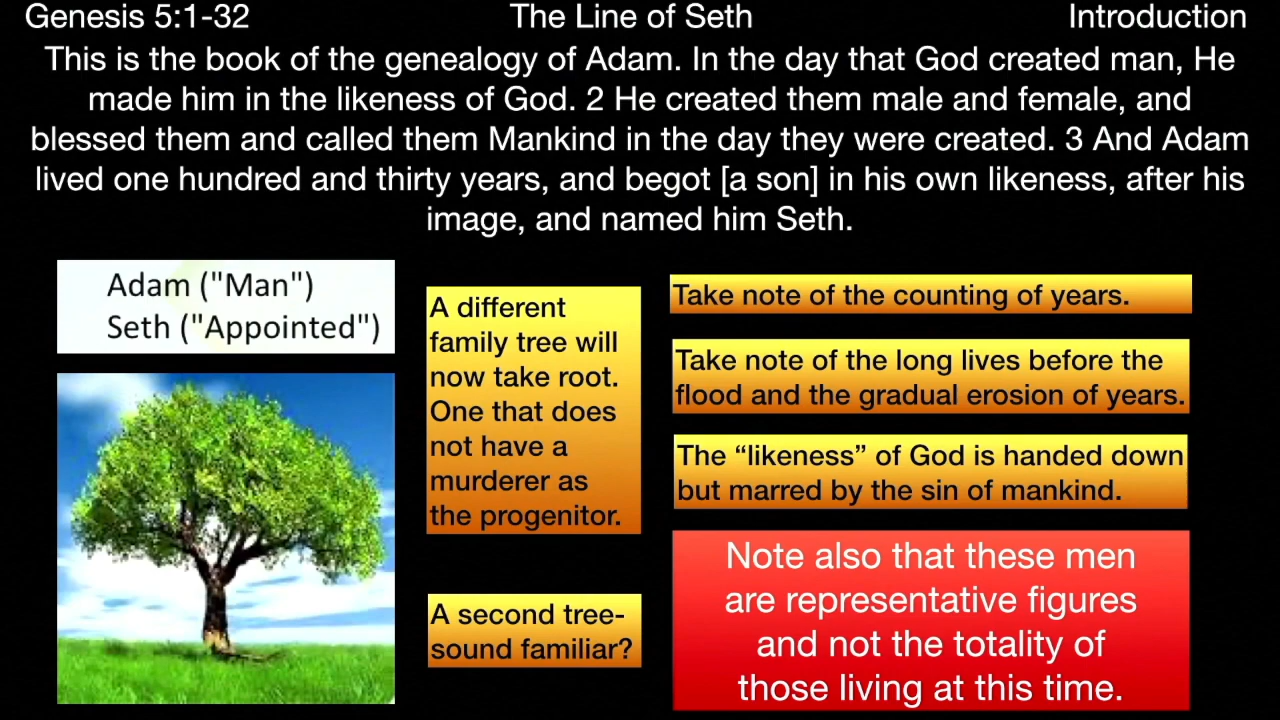 Genesis 5:1-32 The Line of Seth Introduction
This is the book of the genealogy of Adam. In the day that God created man, He
made him in the likeness of God. 2 He created them male and female, and
blessed them and called them Mankind in the day they were created. 3 And Adam
lived one hundred and thirty years, and begot [a son] in his own likeness, after his
image, and named him Seth.
Adam ("Man")
Seth ("Appointed")
A different
family tree will
now take root.
One that does
not have a
murderer as
the progenitor.
A second tree-
sound familiar?
Take note of the counting of years.
Take note of the long lives before the
flood and the gradual erosion of years.
The “likeness” of God is handed down
but marred by the sin of mankind.
Note also that these men
are representative figures
and not the totality of
those living at this time.